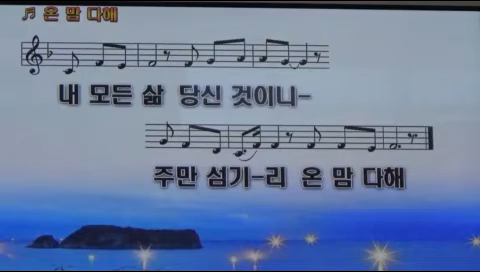 온 맘 다해
내 모든 삶 당신 것이니-
주만 섬기-리 온 맘 다해